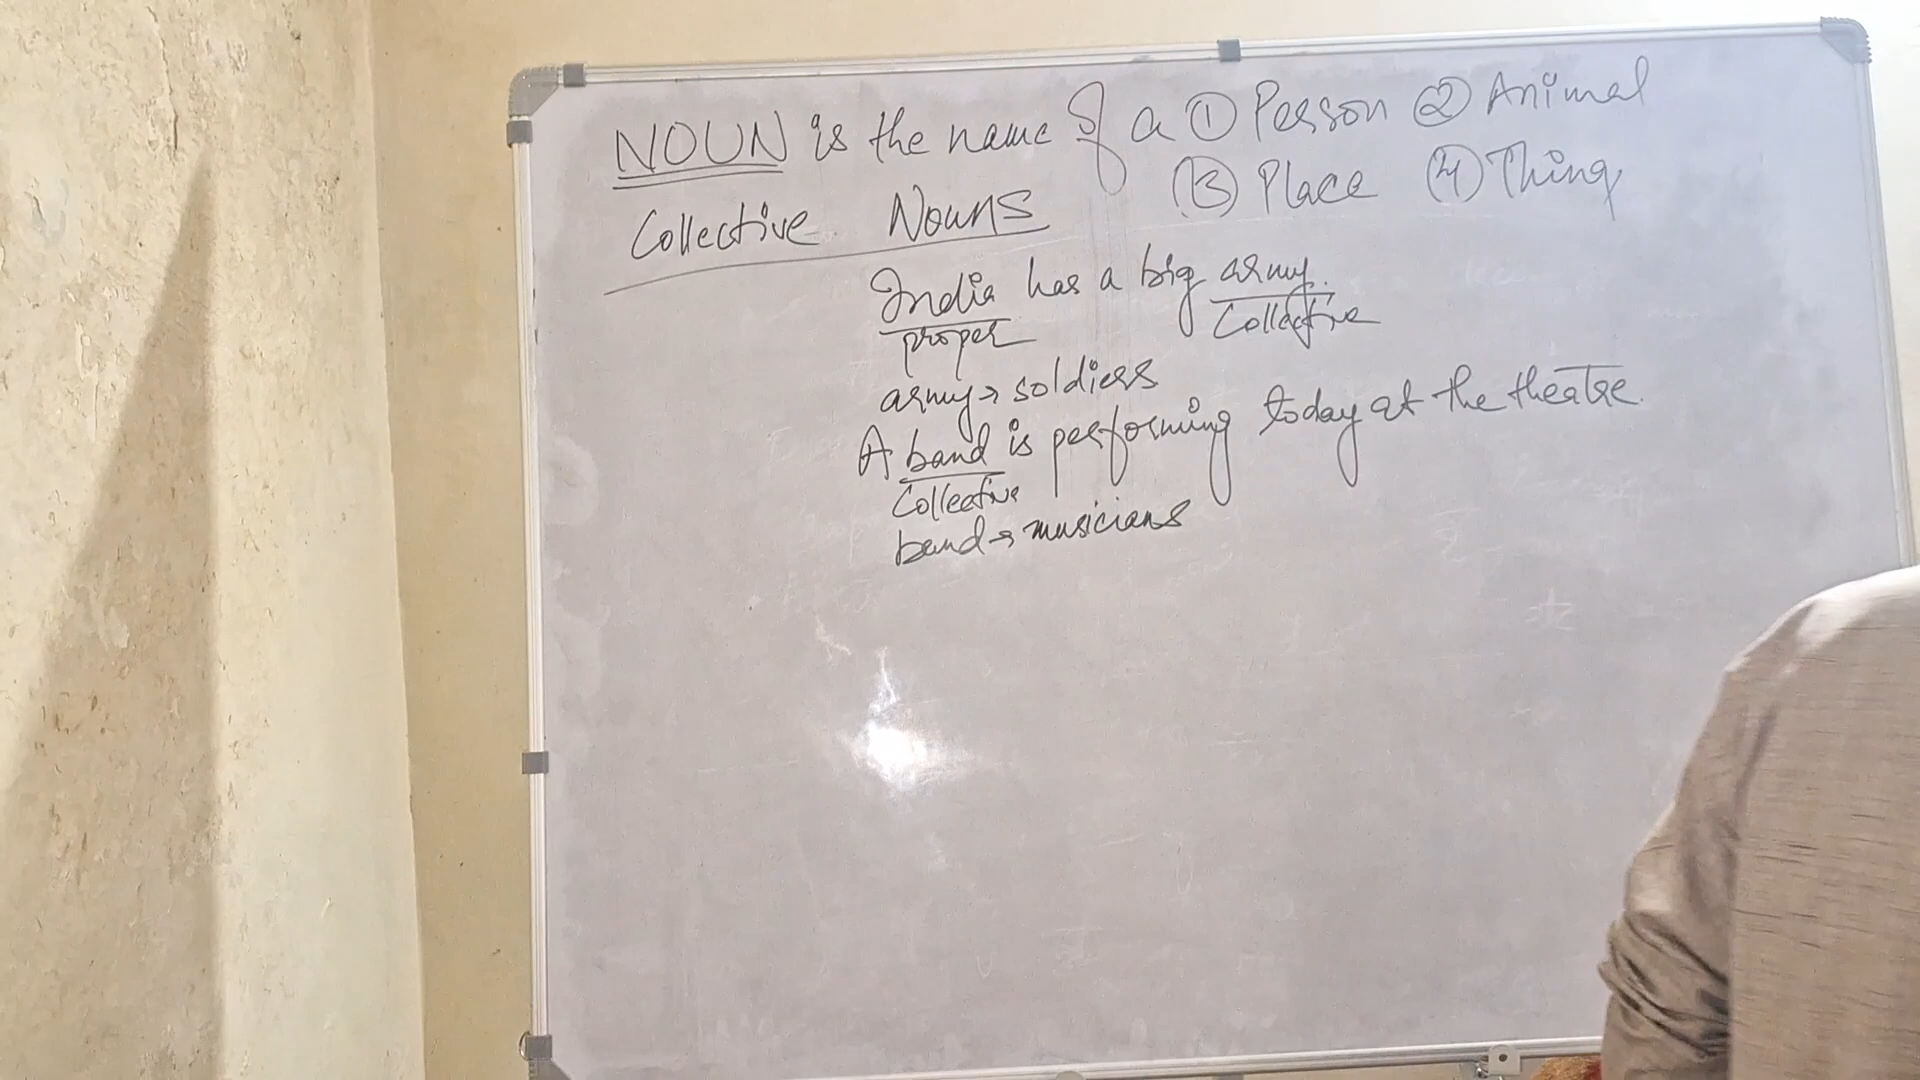 NOUN is the name of a ① Person ② Animal
③ Place ④ Thing
Collective Nouns
India has a big army.
proper Collective
army → soldiers
A band is performing today at the theatre.
Collective
band → musicians